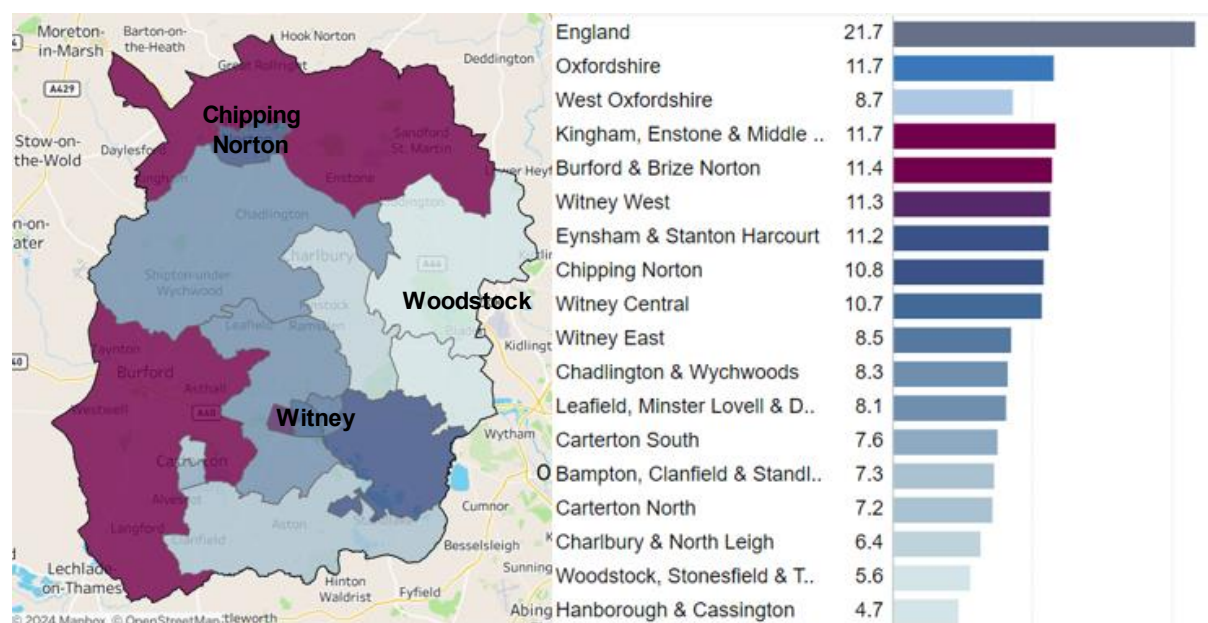 Moreton-
in-Marsh
Barton-on-
the-Heath
Hook Norton
Great Rollright
Deddington
A429
Chipping
Norton
Stow-on-
the-Wold
Daylesford
Sandford
St. Martin
Enstone
Chadlington
Charlbury
A44
Shipton-under-
Wychwood
Woodstock
Leafield
Ramsden
Taynton
Burford
Asthall
Westwell
A40
Witney
Wytham
Langford
Aston
Cumnor
Besselsleigh
Lechlade-
on-Thames
Hinton
Waldrist
Fyfield
© 2024 Mapbox © OpenStreetMap
England 21.7
Oxfordshire 11.7
West Oxfordshire 8.7
Kingham, Enstone & Middle .. 11.7
Burford & Brize Norton 11.4
Witney West 11.3
Eynsham & Stanton Harcourt 11.2
Chipping Norton 10.8
Witney Central 10.7
Witney East 8.5
Chadlington & Wychwoods 8.3
Leafield, Minster Lovell & D.. 8.1
Carterton South 7.6
Bampton, Clanfield & Standl.. 7.3
Carterton North 7.2
Charlbury & North Leigh 6.4
Woodstock, Stonesfield & T.. 5.6
Hanborough & Cassington 4.7